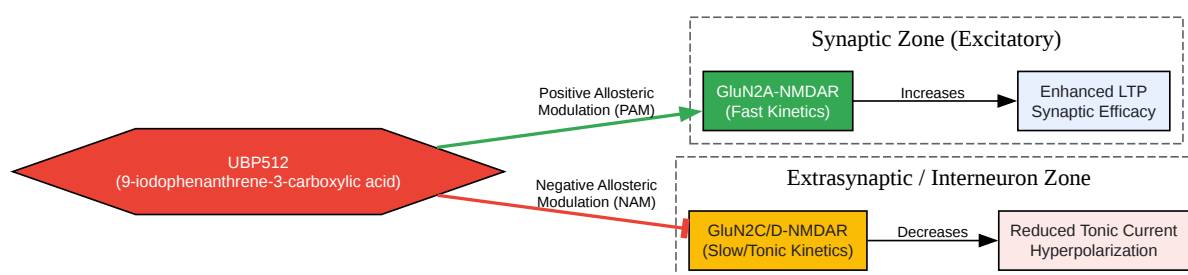 Synaptic Zone (Excitatory)
Positive Allosteric
Modulation (PAM)
GluN2A-NMDAR
(Fast Kinetics)
Increases
Enhanced LTP
Synaptic Efficacy
UBP512
(9-iodophenanthrene-3-carboxylic acid)
Negative Allosteric
Modulation (NAM)
Extrasynaptic / Interneuron Zone
GluN2C/D-NMDAR
(Slow/Tonic Kinetics)
Decreases
Reduced Tonic Current
Hyperpolarization